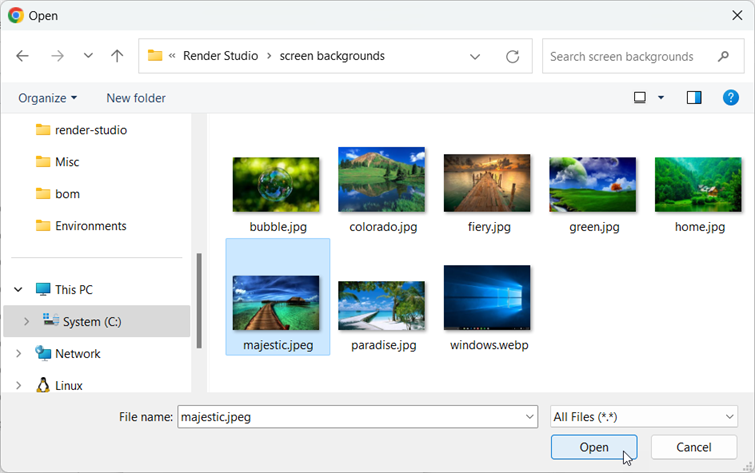 Open
« Render Studio > screen backgrounds
Search screen backgrounds
Organize
New folder
render-studio
Misc
bom
Environments
This PC
System (C:)
Network
Linux
bubble.jpg
colorado.jpg
fiery.jpg
green.jpg
home.jpg
majestic.jpeg
paradise.jpg
windows.webp
File name:
majestic.jpeg
All Files (*.*)
Open
Cancel